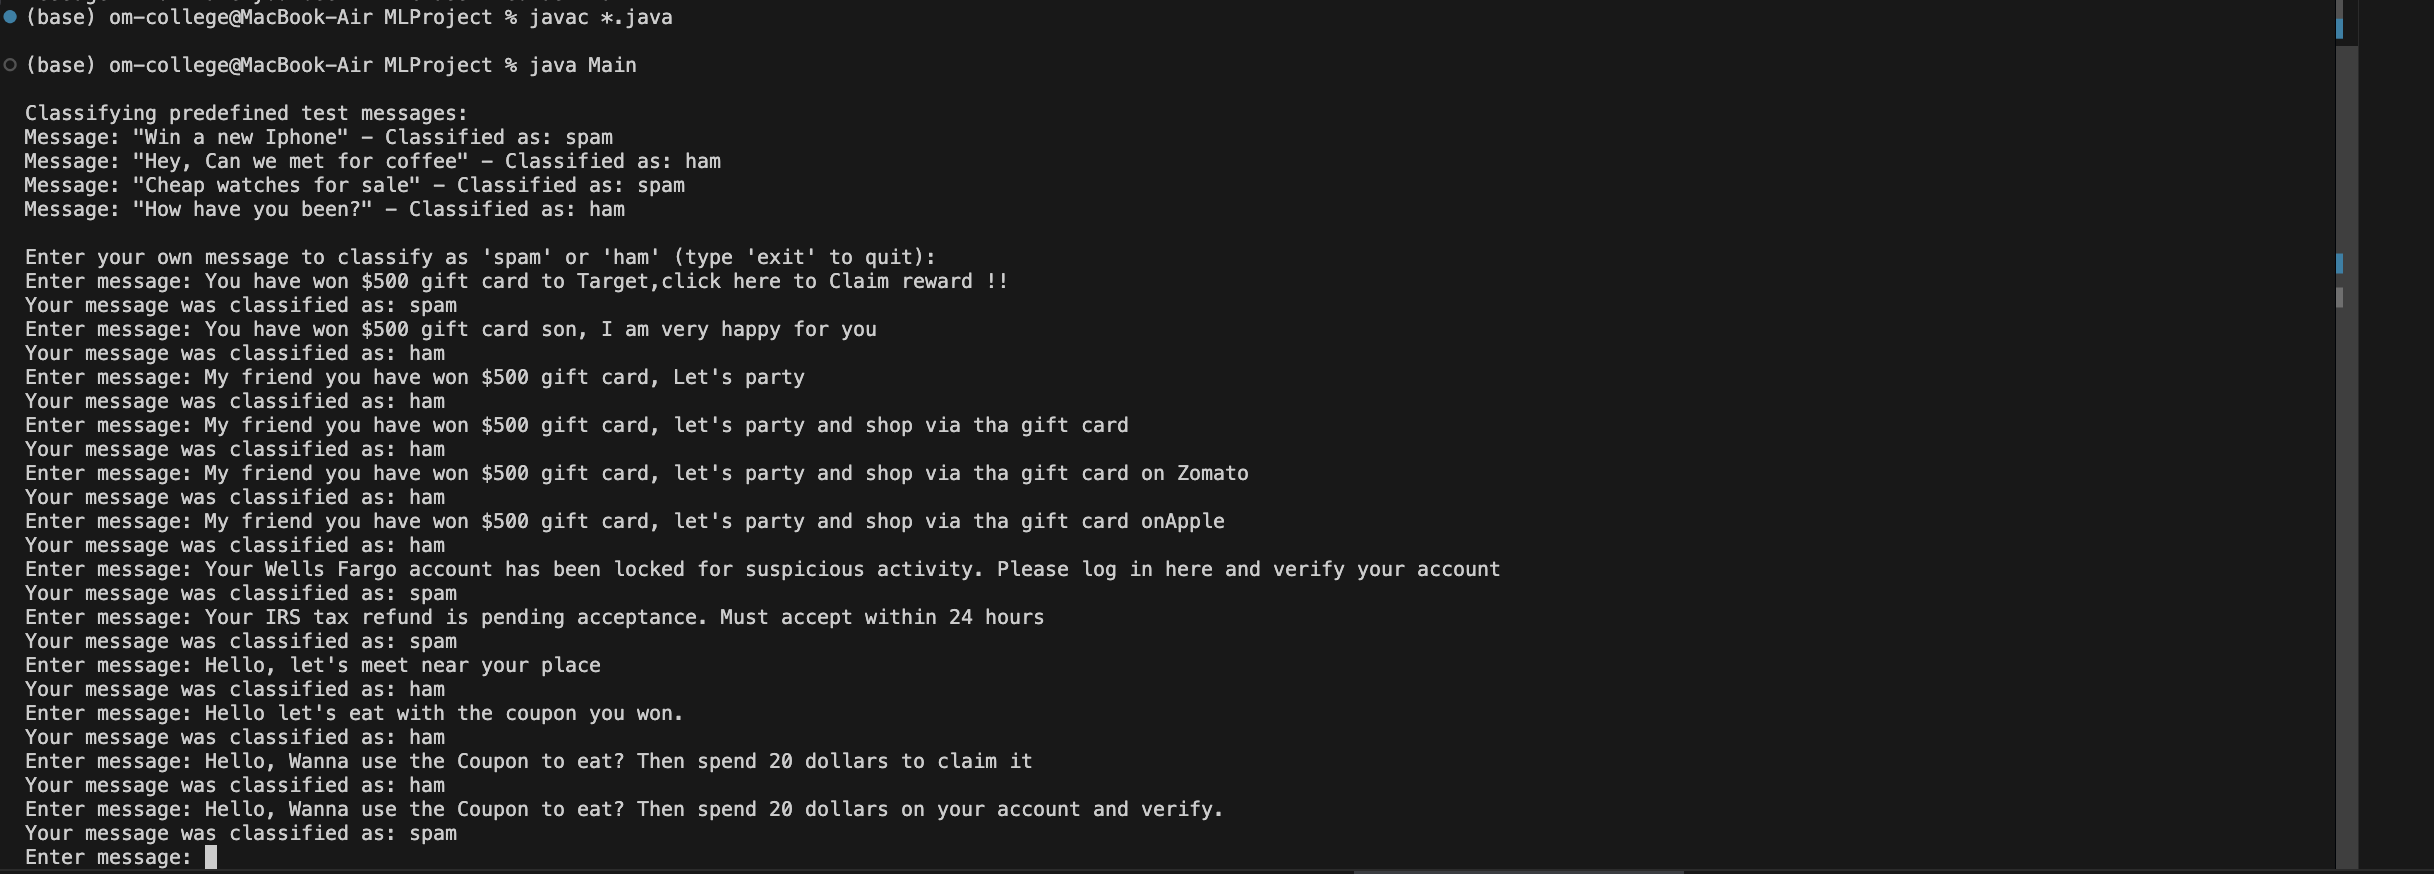 (base) om-college@MacBook-Air MLProject % javac *.java
(base) om-college@MacBook-Air MLProject % java Main
Classifying predefined test messages:
Message: "Win a new Iphone" - Classified as: spam
Message: "Hey, Can we met for coffee" - Classified as: ham
Message: "Cheap watches for sale" - Classified as: spam
Message: "How have you been?" - Classified as: ham
Enter your own message to classify as 'spam' or 'ham' (type 'exit' to quit):
Enter message: You have won $500 gift card to Target,click here to Claim reward !!
Your message was classified as: spam
Enter message: You have won $500 gift card son, I am very happy for you
Your message was classified as: ham
Enter message: My friend you have won $500 gift card, Let's party
Your message was classified as: ham
Enter message: My friend you have won $500 gift card, let's party and shop via tha gift card
Your message was classified as: ham
Enter message: My friend you have won $500 gift card, let's party and shop via tha gift card on Zomato
Your message was classified as: ham
Enter message: My friend you have won $500 gift card, let's party and shop via tha gift card onApple
Your message was classified as: ham
Enter message: Your Wells Fargo account has been locked for suspicious activity. Please log in here and verify your account
Your message was classified as: spam
Enter message: Your IRS tax refund is pending acceptance. Must accept within 24 hours
Your message was classified as: spam
Enter message: Hello, let's meet near your place
Your message was classified as: ham
Enter message: Hello let's eat with the coupon you won.
Your message was classified as: ham
Enter message: Hello, Wanna use the Coupon to eat? Then spend 20 dollars to claim it
Your message was classified as: ham
Enter message: Hello, Wanna use the Coupon to eat? Then spend 20 dollars on your account and verify.
Your message was classified as: spam
Enter message: